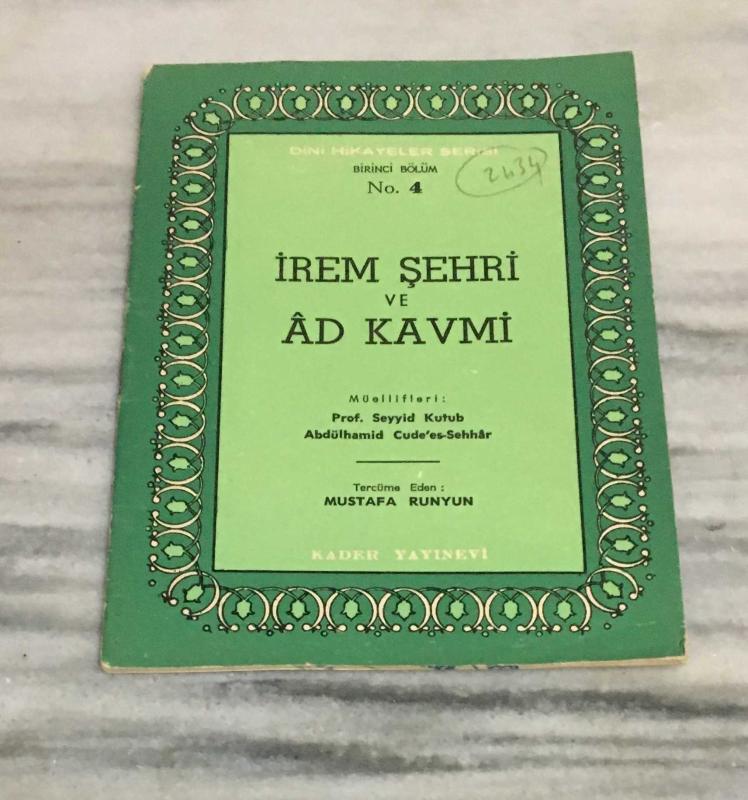 DİNİ HİKAYELER SERİSİ
BİRİNCİ BÖLÜM
No. 4
2434
İREM ŞEHRİ
VE
ÂD KAVMİ
Müellifleri:
Prof. Seyyid Kutub
Abdülhamid Cude'es-Sehhâr
Tercüme Eden :
MUSTAFA RUNYUN
KADER YAYINEVİ